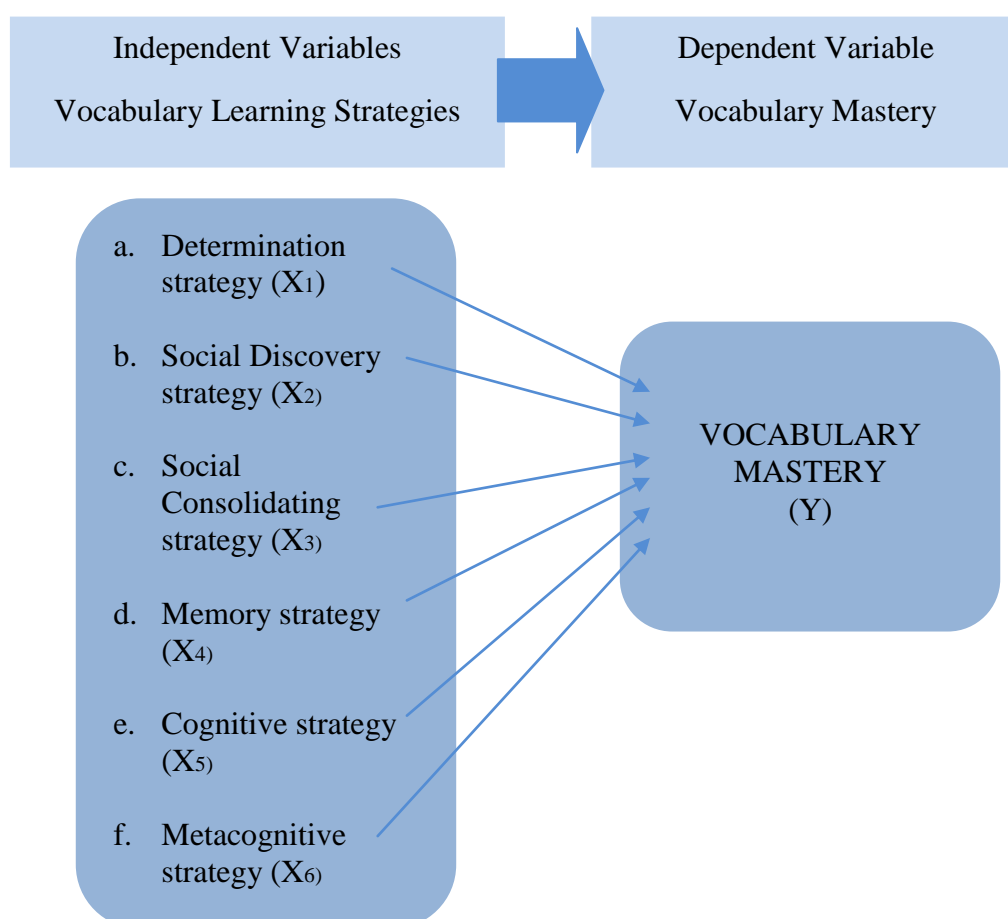 Independent Variables
Vocabulary Learning Strategies
Dependent Variable
Vocabulary Mastery
a. Determination
strategy (X1)
b. Social Discovery
strategy (X2)
c. Social
Consolidating
strategy (X3)
d. Memory strategy
(X4)
e. Cognitive strategy
(X5)
f. Metacognitive
strategy (X6)
VOCABULARY
MASTERY
(Y)